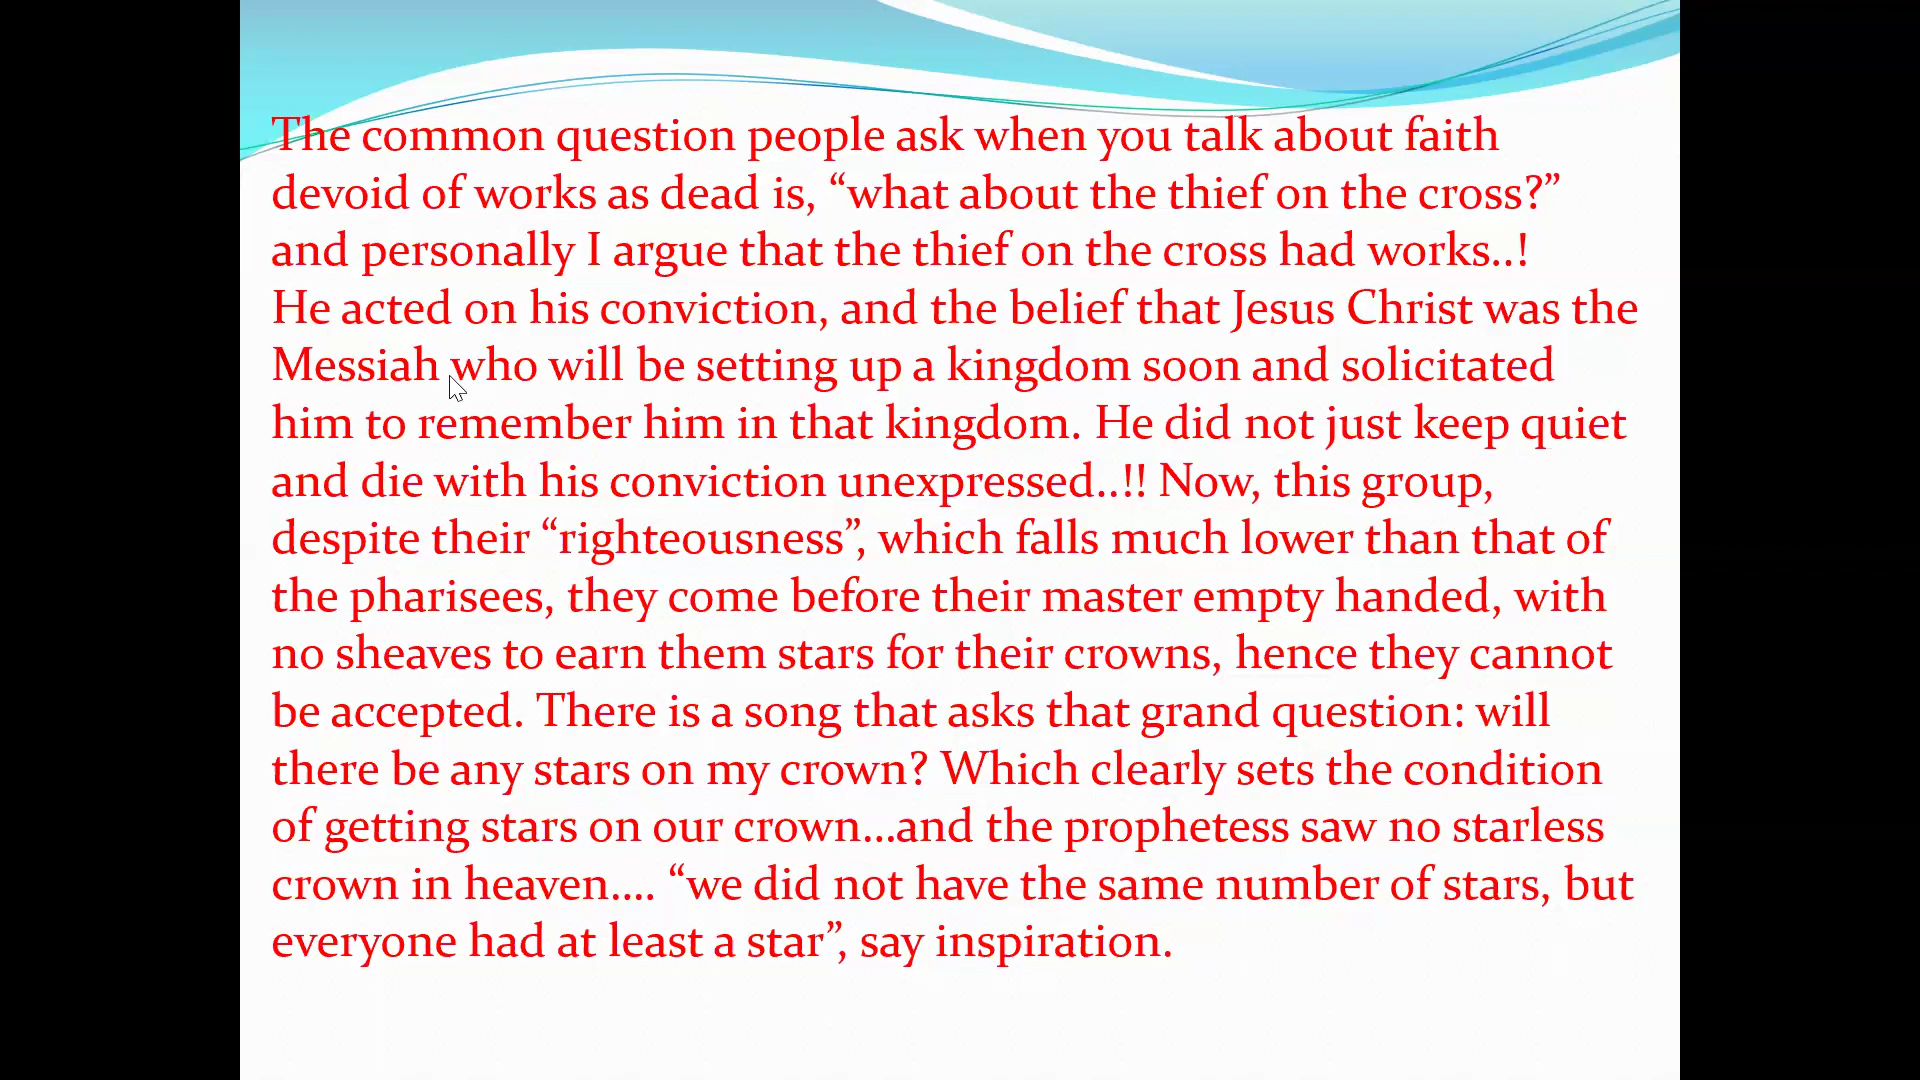 The common question people ask when you talk about faith
devoid of works as dead is, “what about the thief on the cross?”
and personally I argue that the thief on the cross had works..!
He acted on his conviction, and the belief that Jesus Christ was the
Messiah who will be setting up a kingdom soon and solicitated
him to remember him in that kingdom. He did not just keep quiet
and die with his conviction unexpressed..!! Now, this group,
despite their “righteousness”, which falls much lower than that of
the pharisees, they come before their master empty handed, with
no sheaves to earn them stars for their crowns, hence they cannot
be accepted. There is a song that asks that grand question: will
there be any stars on my crown? Which clearly sets the condition
of getting stars on our crown…and the prophetess saw no starless
crown in heaven…. “we did not have the same number of stars, but
everyone had at least a star”, say inspiration.